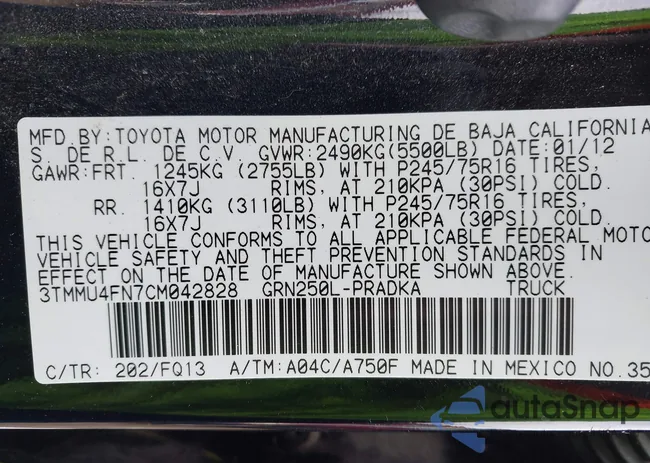 MFD.BY:TOYOTA MOTOR MANUFACTURING DE BAJA CALIFORNIA
S. DE R.L. DE C.V. GVWR:2490KG(5500LB) DATE:01/12
GAWR:FRT. 1245KG (2755LB) WITH P245/75R16 TIRES,
16X7J RIMS, AT 210KPA (30PSI) COLD.
RR. 1410KG (3110LB) WITH P245/75R16 TIRES,
16X7J RIMS, AT 210KPA (30PSI) COLD.
THIS VEHICLE CONFORMS TO ALL APPLICABLE FEDERAL MOTO
VEHICLE SAFETY AND THEFT PREVENTION STANDARDS IN
EFFECT ON THE DATE OF MANUFACTURE SHOWN ABOVE.
3TMMU4FN7CM042828 GRN250L-PRADKA TRUCK
C/TR: 202/FQ13 A/TM:A04C/A750F MADE IN MEXICO NO.35
autoSnap